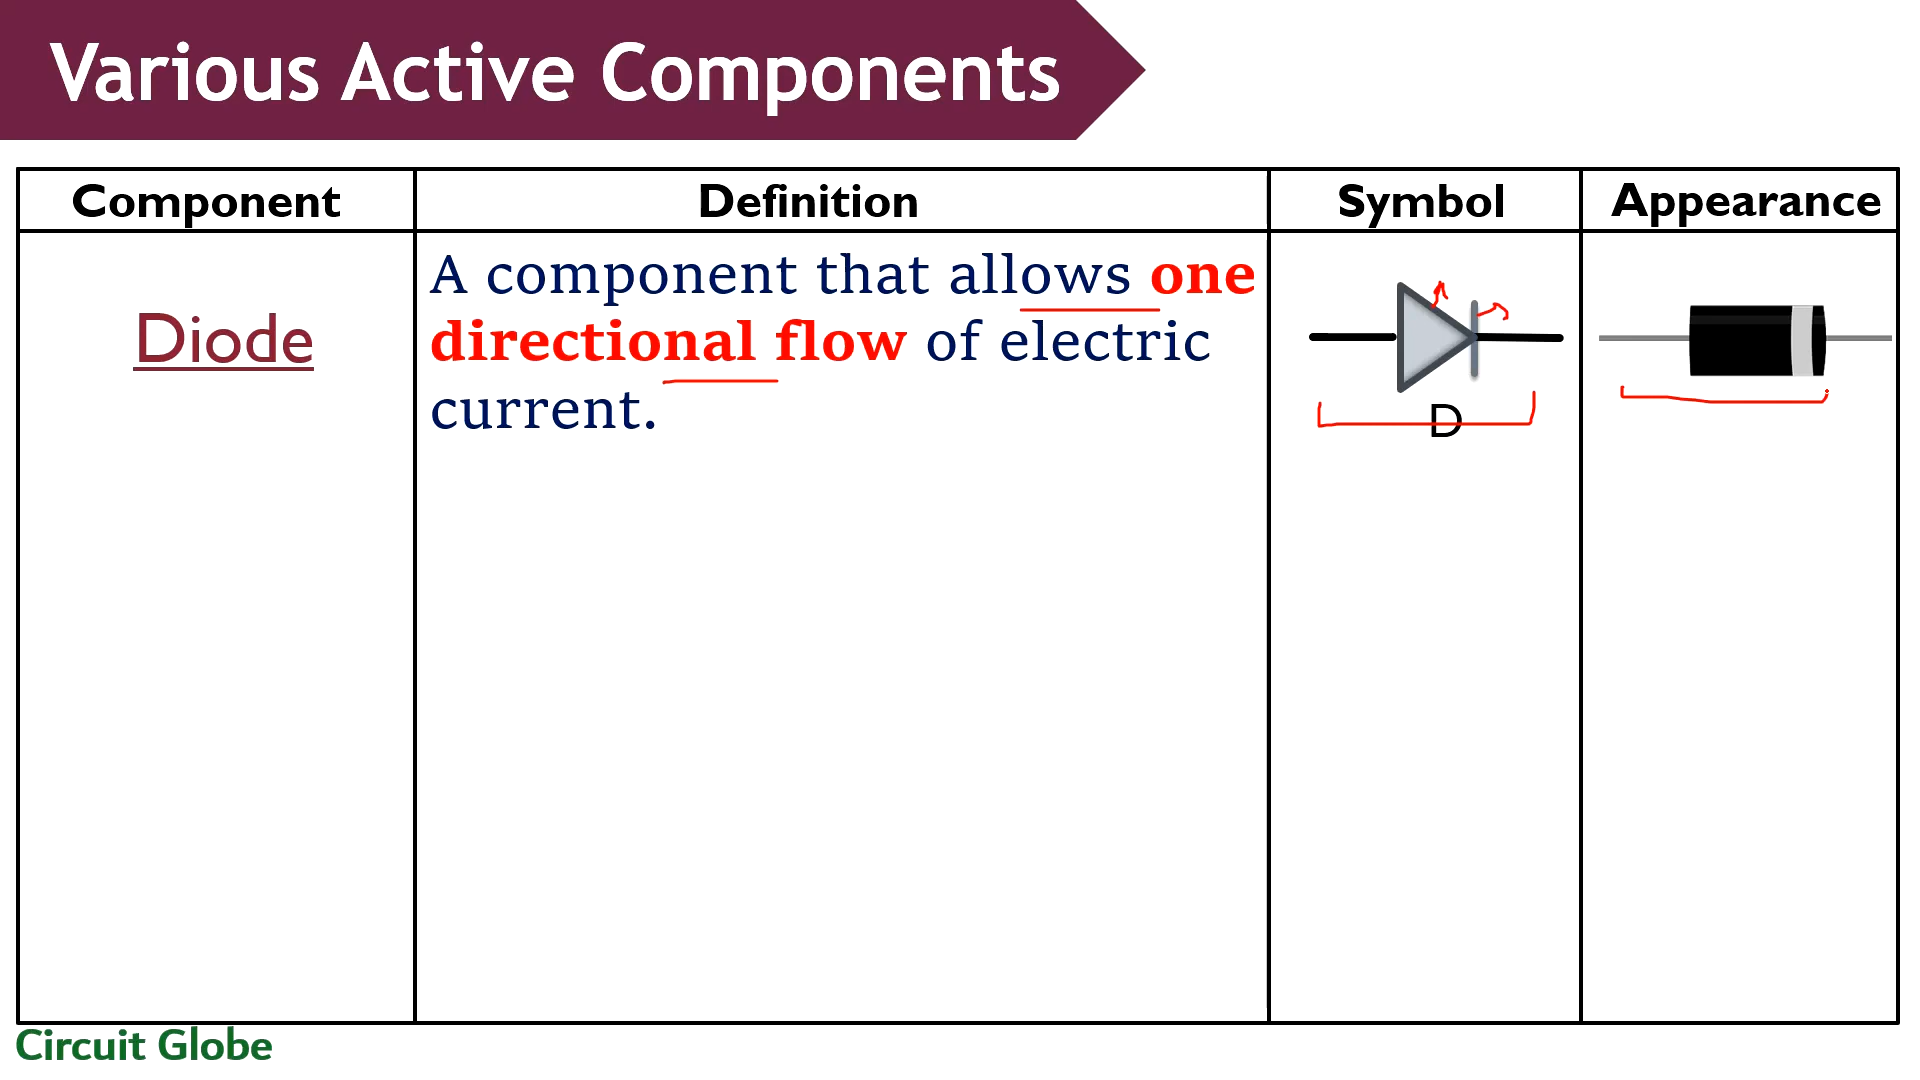 Various Active Components
Component Definition Symbol Appearance
Diode
A component that allows one
directional flow of electric
current.
D
Circuit Globe